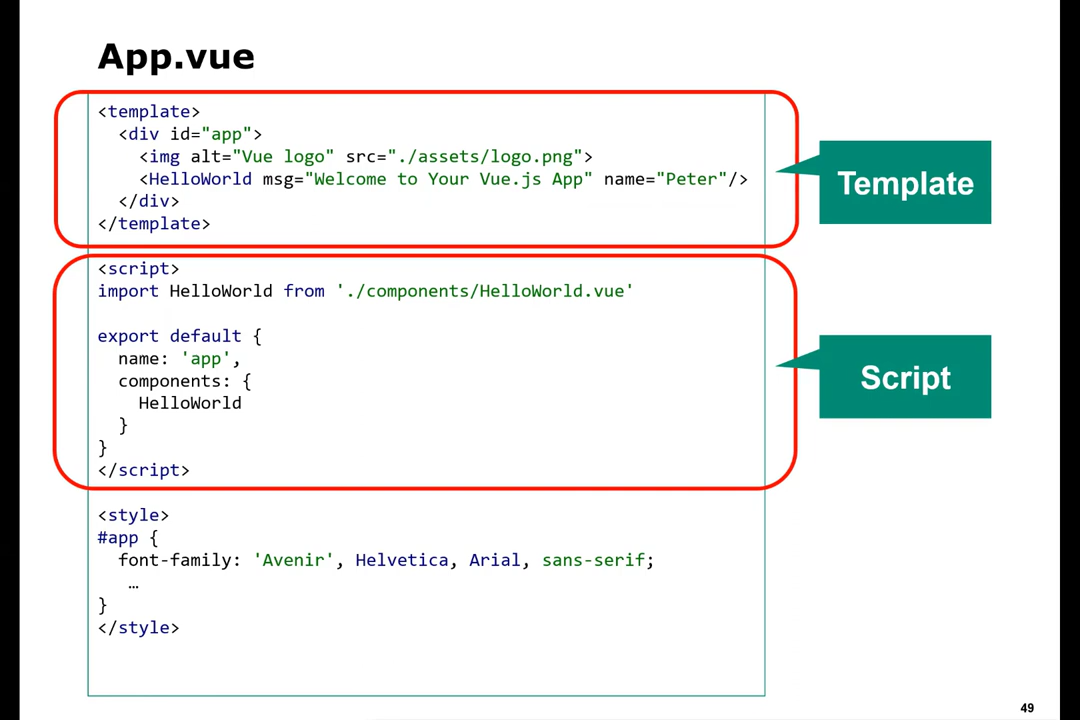 App.vue
<template>
<div id="app">
<img alt="Vue logo" src="./assets/logo.png">
<HelloWorld msg="Welcome to Your Vue.js App" name="Peter"/>
</div>
</template>
Template
<script>
import HelloWorld from './components/HelloWorld.vue'
export default {
name: 'app',
components: {
HelloWorld
}
}
</script>
Script
<style>
#app {
font-family: 'Avenir', Helvetica, Arial, sans-serif;
…
}
</style>
49